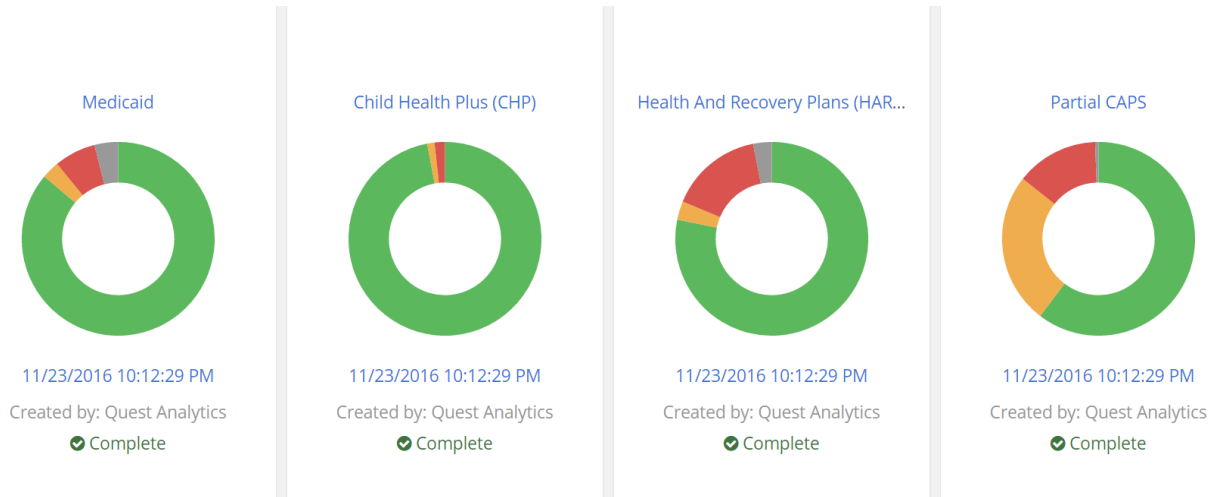 Medicaid
11/23/2016 10:12:29 PM
Created by: Quest Analytics
Complete
Child Health Plus (CHP)
11/23/2016 10:12:29 PM
Created by: Quest Analytics
Complete
Health And Recovery Plans (HAR...
11/23/2016 10:12:29 PM
Created by: Quest Analytics
Complete
Partial CAPS
11/23/2016 10:12:29 PM
Created by: Quest Analytics
Complete